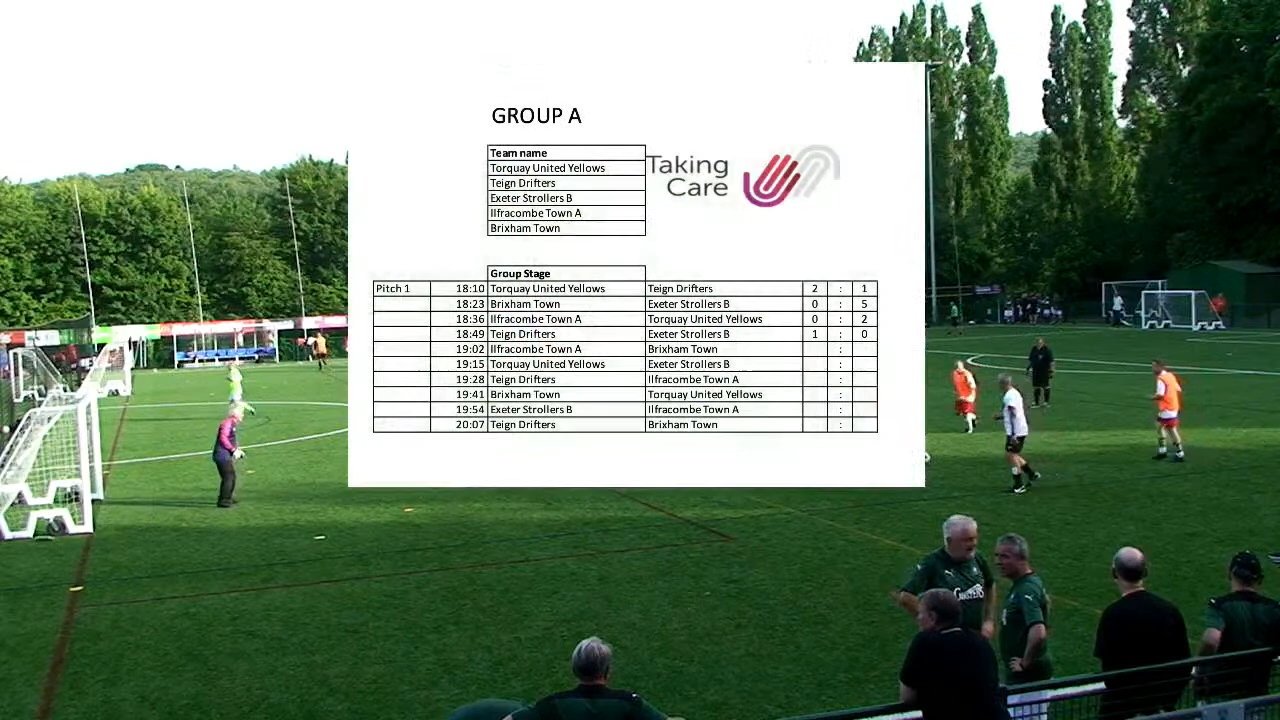 GROUP A
Team name
Torquay United Yellows
Teign Drifters
Exeter Strollers B
Ilfracombe Town A
Brixham Town
Taking
Care
Group Stage
Pitch 1 18:10 Torquay United Yellows Teign Drifters 2 : 1
18:23 Brixham Town Exeter Strollers B 0 : 5
18:36 Ilfracombe Town A Torquay United Yellows 0 : 2
18:49 Teign Drifters Exeter Strollers B 1 : 0
19:02 Ilfracombe Town A Brixham Town :
19:15 Torquay United Yellows Exeter Strollers B :
19:28 Teign Drifters Ilfracombe Town A :
19:41 Brixham Town Torquay United Yellows :
19:54 Exeter Strollers B Ilfracombe Town A :
20:07 Teign Drifters Brixham Town :